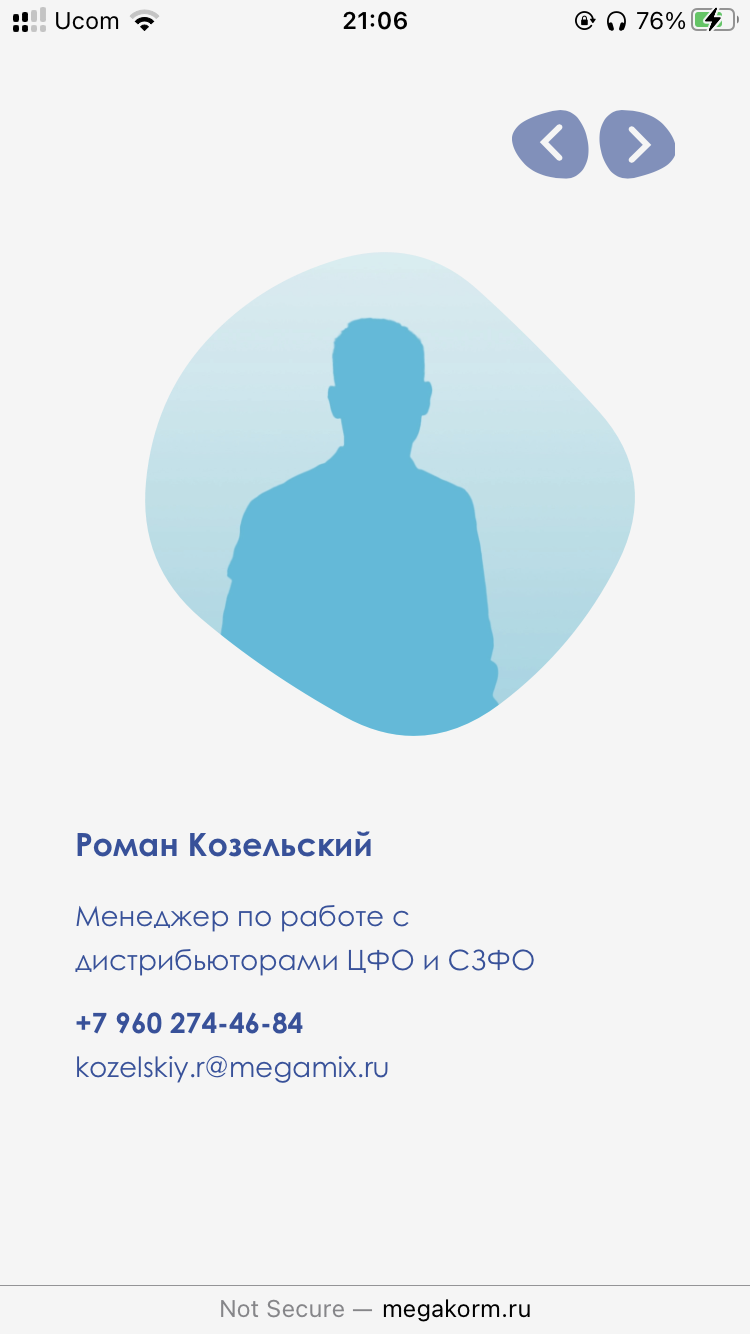 Ucom 21:06 76%
Роман Козельский
Менеджер по работе с
дистрибьюторами ЦФО и СЗФО
+7 960 274-46-84
kozelskiy.r@megamix.ru
Not Secure — megakorm.ru